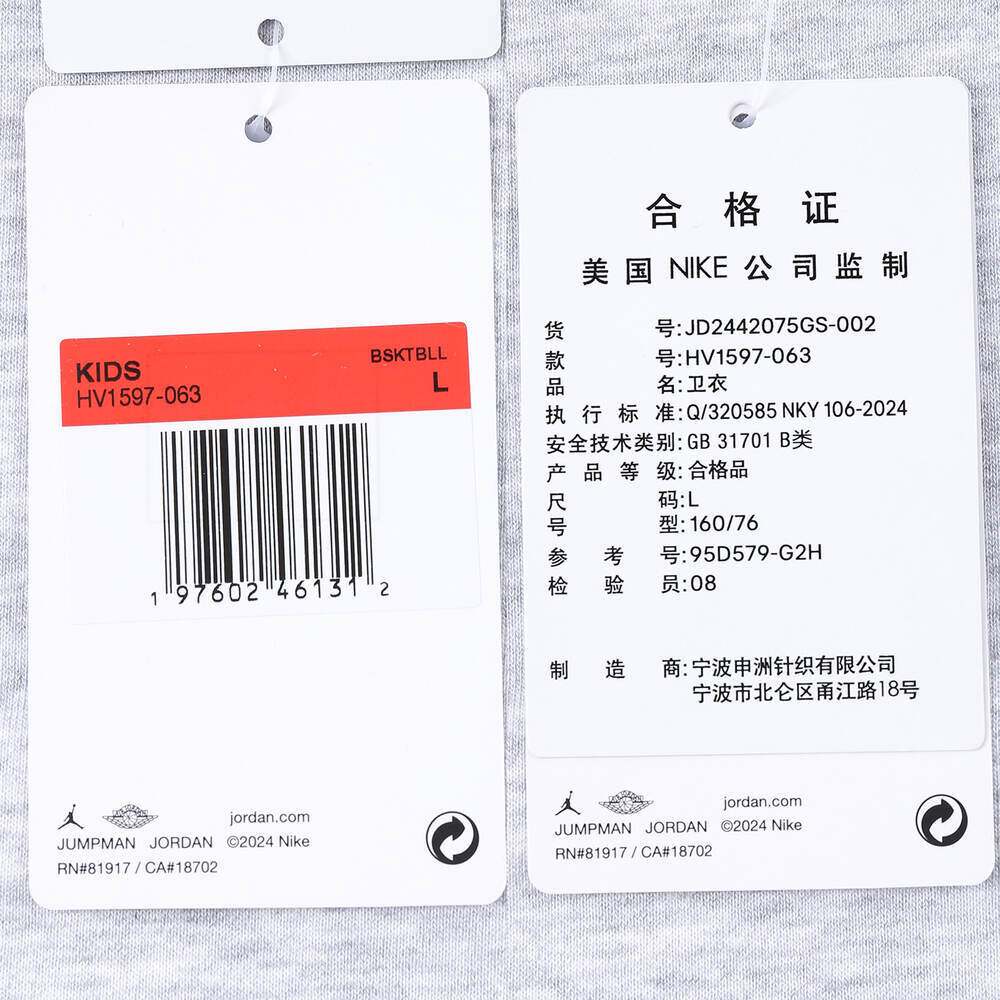 KIDS
BSKTBLL
HV1597-063
L
1 97602 46131 2
JUMPMAN JORDAN
jordan.com
©2024 Nike
RN#81917 / CA#18702
合格证
美国NIKE公司监制
货号:JD2442075GS-002
款号:HV1597-063
品名:卫衣
执行标准:Q/320585 NKY 106-2024
安全技术类别:GB 31701 B类
产品等级:合格品
尺码:L
号型:160/76
参考号:95D579-G2H
检验员:08
制造商:宁波申洲针织有限公司
宁波市北仑区甬江路18号
jordan.com
JUMPMAN JORDAN ©2024 Nike
RN#81917 / CA#18702